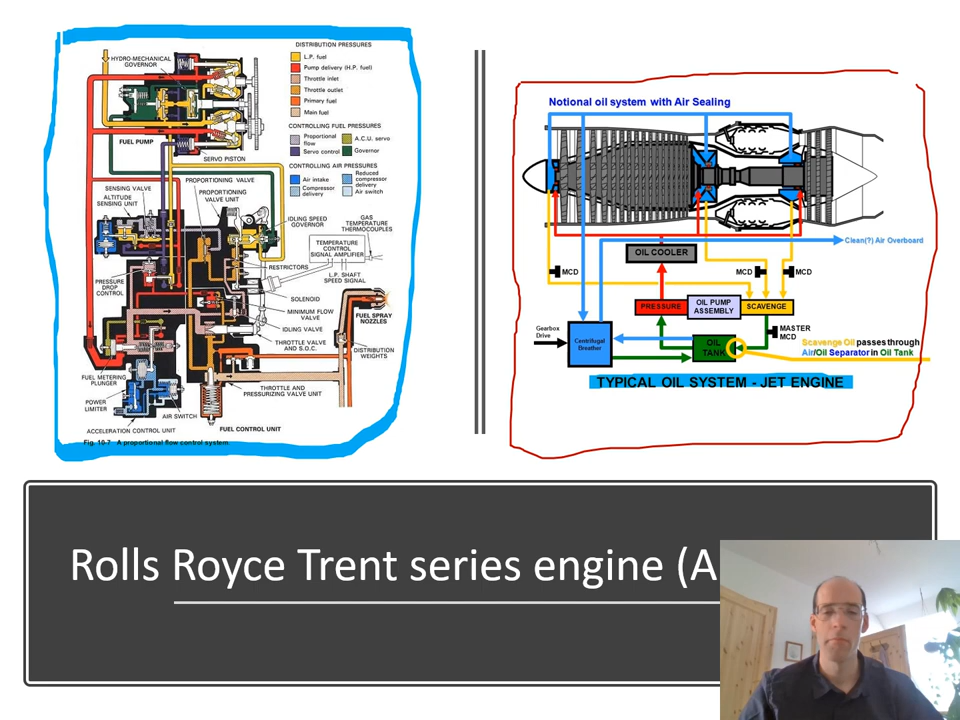 DISTRIBUTION PRESSURES
L.P. fuel
Pump delivery (H.P. fuel)
Throttle inlet
Throttle outlet
Primary fuel
Main fuel
CONTROLLING FUEL PRESSURES
Proportional flow
A.C.U. servo
Servo control
Governor
CONTROLLING AIR PRESSURES
Air intake
Reduced compressor delivery
Compressor delivery
Air switch
HYDRO-MECHANICAL
GOVERNOR
FUEL PUMP
SERVO PISTON
PROPORTIONING VALVE
SENSING VALVE
PROPORTIONING
VALVE UNIT
ALTITUDE
SENSING UNIT
IDLING SPEED
GOVERNOR
GAS
TEMPERATURE
THERMOCOUPLES
TEMPERATURE
CONTROL
SIGNAL AMPLIFIER
RESTRICTORS
L.P. SHAFT
SPEED SIGNAL
PRESSURE
DROP
CONTROL
SOLENOID
MINIMUM FLOW
VALVE
FUEL SPRAY
NOZZLES
IDLING VALVE
THROTTLE VALVE
AND S.O.C.
DISTRIBUTION
WEIGHTS
FUEL METERING
PLUNGER
THROTTLE AND
PRESSURIZING VALVE UNIT
POWER
LIMITER
AIR SWITCH
FUEL CONTROL UNIT
ACCELERATION CONTROL UNIT
Fig. 10-7 A proportional flow control system
Notional oil system with Air Sealing
Clean(?) Air Overboard
OIL COOLER
MCD
MCD
MCD
PRESSURE
OIL PUMP
ASSEMBLY
SCAVENGE
Gearbox
Drive
Centrifugal
Breather
OIL
TANK
MASTER
MCD
Scavenge Oil passes through
Air/Oil Separator in Oil Tank
TYPICAL OIL SYSTEM - JET ENGINE
Rolls Royce Trent series engine (A